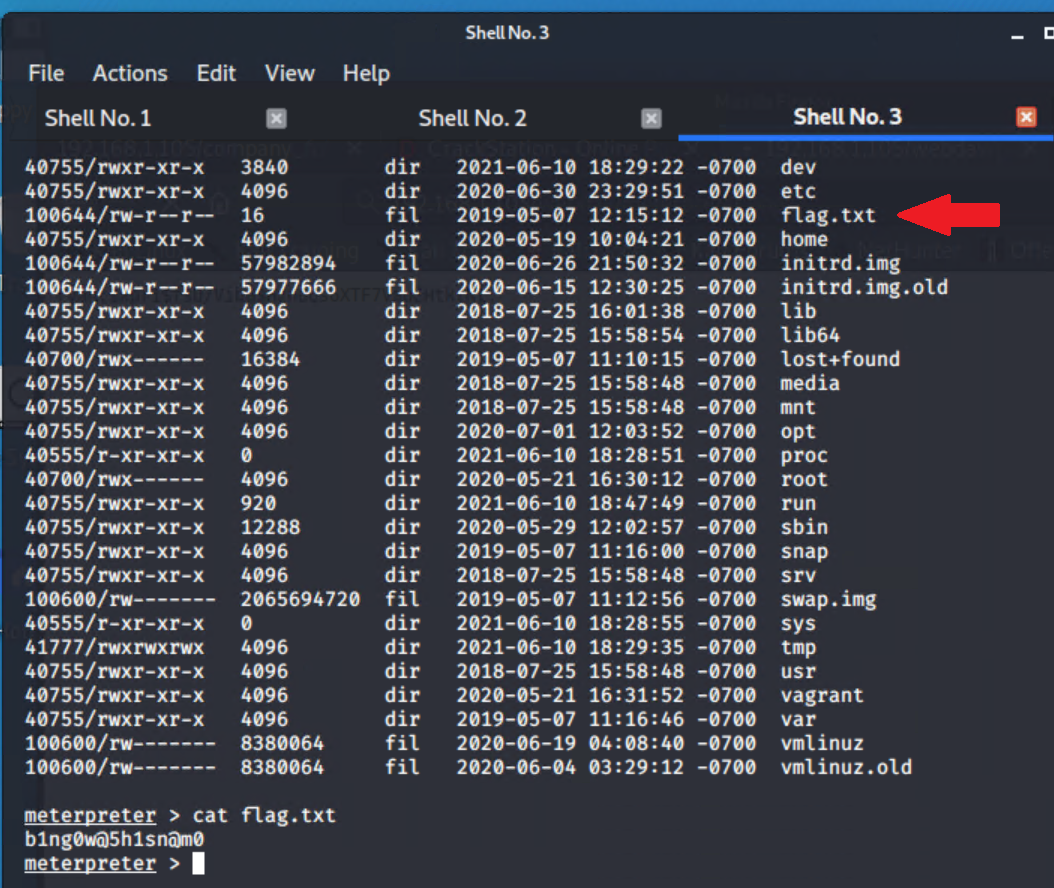 Shell No. 3
File Actions Edit View Help
Shell No. 1 Shell No. 2 Shell No. 3
40755/rwxr-xr-x 3840 dir 2021-06-10 18:29:22 -0700 dev
40755/rwxr-xr-x 4096 dir 2020-06-30 23:29:51 -0700 etc
100644/rw-r--r-- 16 fil 2019-05-07 12:15:12 -0700 flag.txt
40755/rwxr-xr-x 4096 dir 2020-05-19 10:04:21 -0700 home
100644/rw-r--r-- 57982894 fil 2020-06-26 21:50:32 -0700 initrd.img
100644/rw-r--r-- 57977666 fil 2020-06-15 12:30:25 -0700 initrd.img.old
40755/rwxr-xr-x 4096 dir 2018-07-25 16:01:38 -0700 lib
40755/rwxr-xr-x 4096 dir 2018-07-25 15:58:54 -0700 lib64
40700/rwx------ 16384 dir 2019-05-07 11:10:15 -0700 lost+found
40755/rwxr-xr-x 4096 dir 2018-07-25 15:58:48 -0700 media
40755/rwxr-xr-x 4096 dir 2018-07-25 15:58:48 -0700 mnt
40755/rwxr-xr-x 4096 dir 2020-07-01 12:03:52 -0700 opt
40555/r-xr-xr-x 0 dir 2021-06-10 18:28:51 -0700 proc
40700/rwx------ 4096 dir 2020-05-21 16:30:12 -0700 root
40755/rwxr-xr-x 920 dir 2021-06-10 18:47:49 -0700 run
40755/rwxr-xr-x 12288 dir 2020-05-29 12:02:57 -0700 sbin
40755/rwxr-xr-x 4096 dir 2019-05-07 11:16:00 -0700 snap
40755/rwxr-xr-x 4096 dir 2018-07-25 15:58:48 -0700 srv
100600/rw------- 2065694720 fil 2019-05-07 11:12:56 -0700 swap.img
40555/r-xr-xr-x 0 dir 2021-06-10 18:28:55 -0700 sys
41777/rwxrwxrwx 4096 dir 2021-06-10 18:29:35 -0700 tmp
40755/rwxr-xr-x 4096 dir 2018-07-25 15:58:48 -0700 usr
40755/rwxr-xr-x 4096 dir 2020-05-21 16:31:52 -0700 vagrant
40755/rwxr-xr-x 4096 dir 2019-05-07 11:16:46 -0700 var
100600/rw------- 8380064 fil 2020-06-19 04:08:40 -0700 vmlinuz
100600/rw------- 8380064 fil 2020-06-04 03:29:12 -0700 vmlinuz.old
meterpreter > cat flag.txt
b1ng0w@5h1sn@m0
meterpreter >